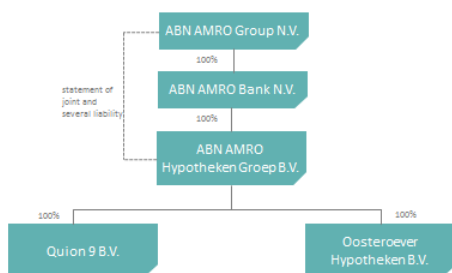 ABN AMRO Group N.V.
100%
statement of
joint and
several liability
ABN AMRO Bank N.V.
100%
ABN AMRO
Hypotheken Groep B.V.
100%
100%
Quion 9 B.V.
Oosteroever
Hypotheken B.V.